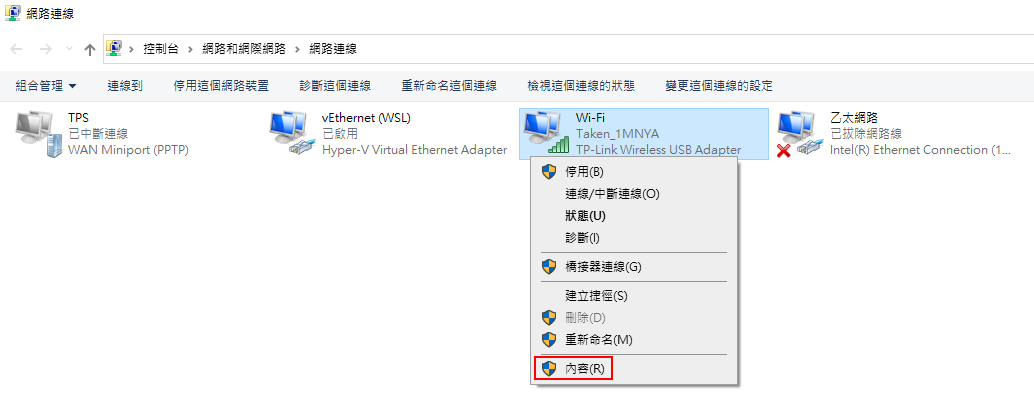 網路連線
控制台 › 網路和網際網路 › 網路連線
組合管理 連線到 停用這個網路裝置 診斷這個連線 重新命名這個連線 檢視這個連線的狀態 變更這個連線的設定
TPS
已中斷連線
WAN Miniport (PPTP)
vEthernet (WSL)
已啟用
Hyper-V Virtual Ethernet Adapter
Wi-Fi
Taken_1MNYA
TP-Link Wireless USB Adapter
乙太網路
已拔除網路線
Intel(R) Ethernet Connection (1...
停用(B)
連線/中斷連線(O)
狀態(U)
診斷(I)
橋接器連線(G)
建立捷徑(S)
刪除(D)
重新命名(M)
內容(R)